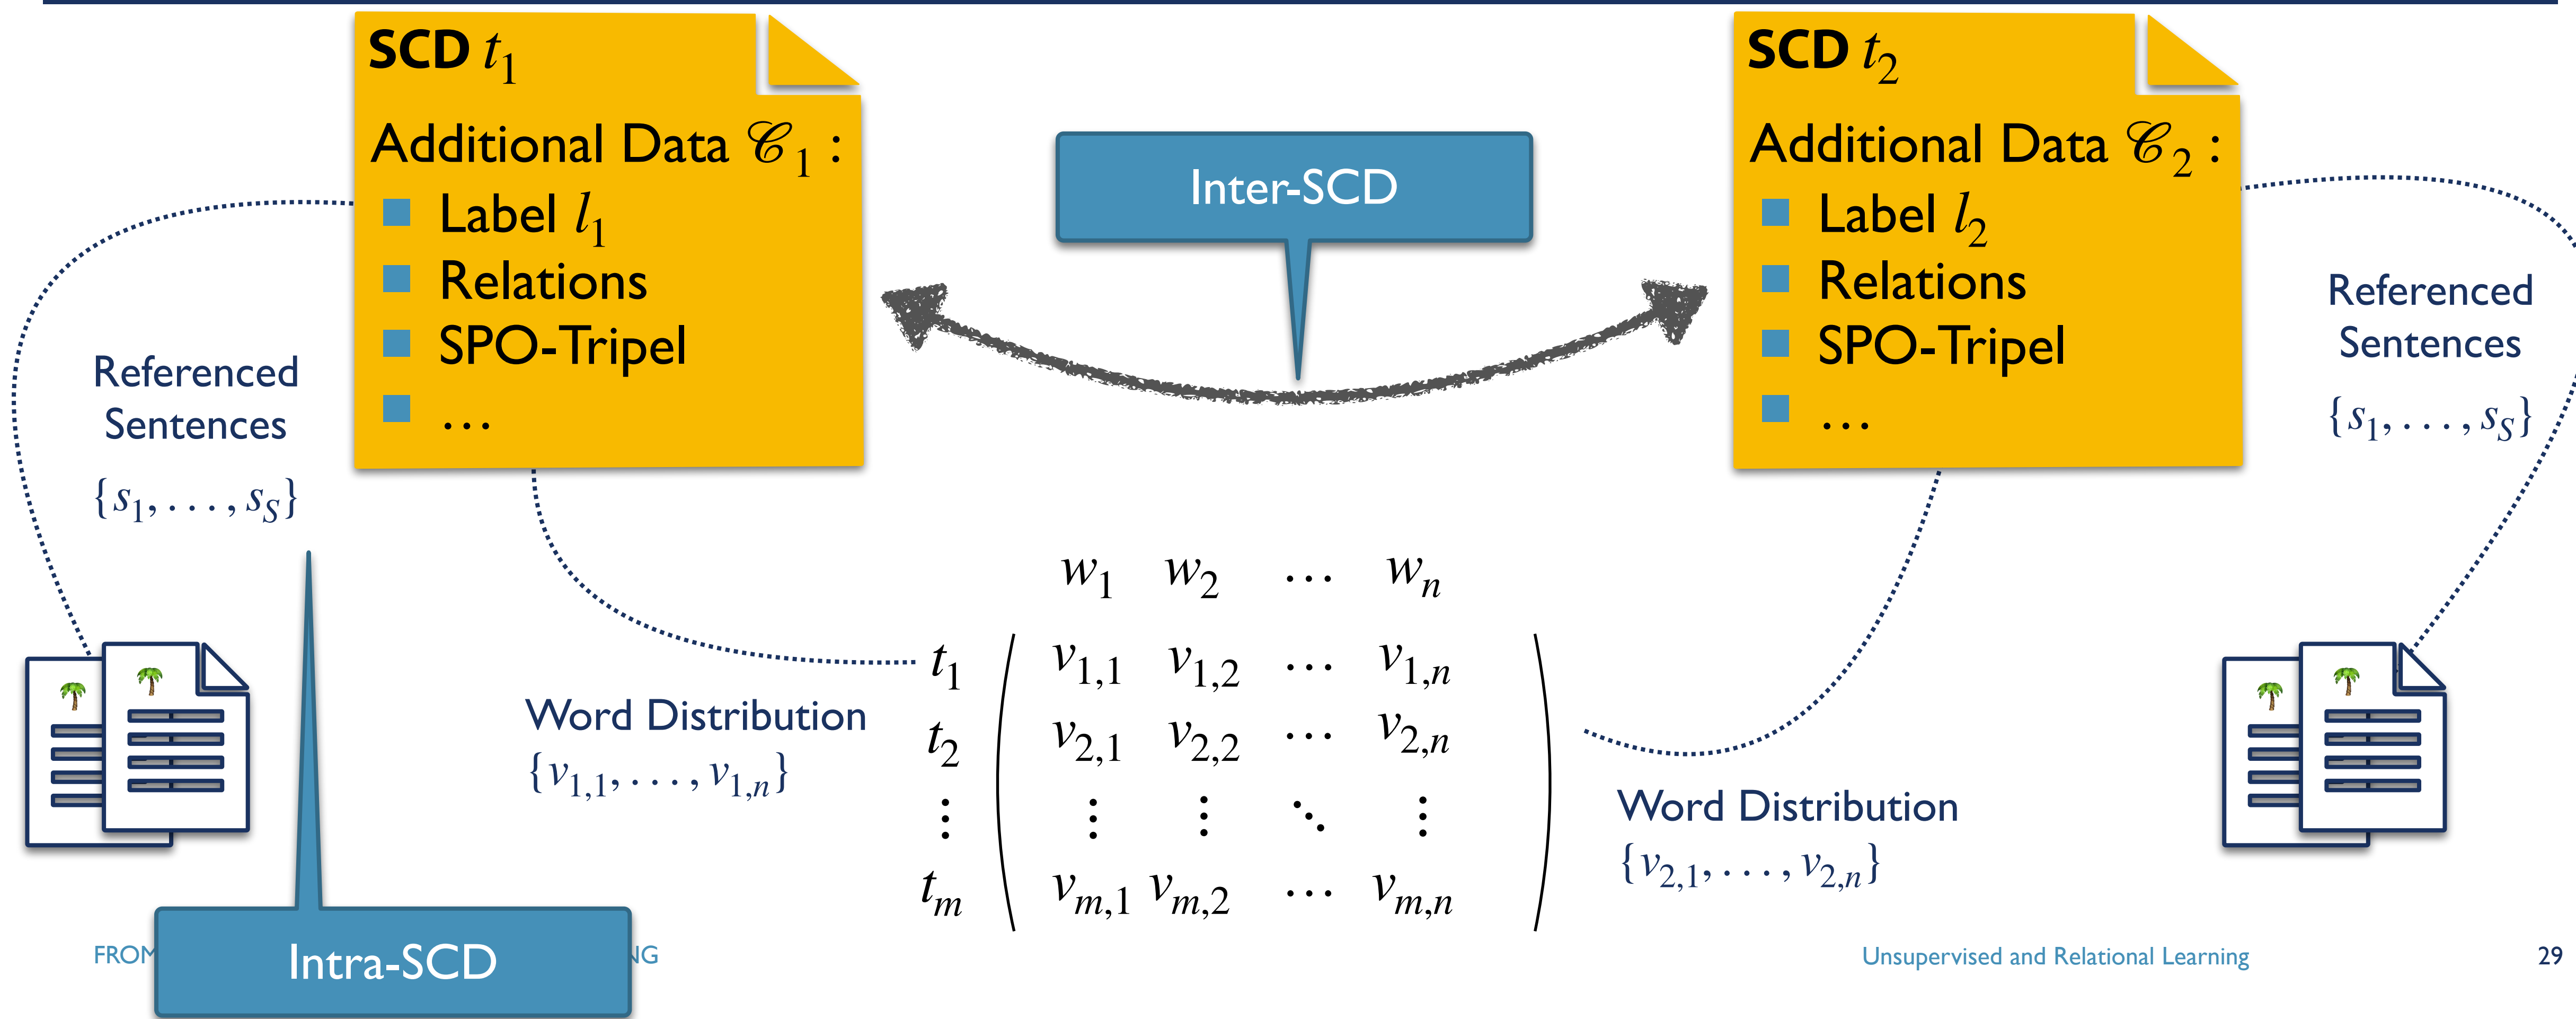 SCD t₁
Additional Data 𝒞₁ :
Label l₁
Relations
SPO-Tripel
…
Referenced
Sentences
{s₁, . . . , s_S}
Inter-SCD
SCD t₂
Additional Data 𝒞₂ :
Label l₂
Relations
SPO-Tripel
…
Referenced
Sentences
{s₁, . . . , s_S}
Word Distribution
{v₁,₁, . . . , v₁,ₙ}
w₁ w₂ … wₙ
t₁ v₁,₁ v₁,₂ … v₁,ₙ
t₂ v₂,₁ v₂,₂ … v₂,ₙ
⋮ ⋮ ⋮ ⋱ ⋮
tₘ vₘ,₁ vₘ,₂ … vₘ,ₙ
Word Distribution
{v₂,₁, . . . , v₂,ₙ}
Intra-SCD
Unsupervised and Relational Learning
29